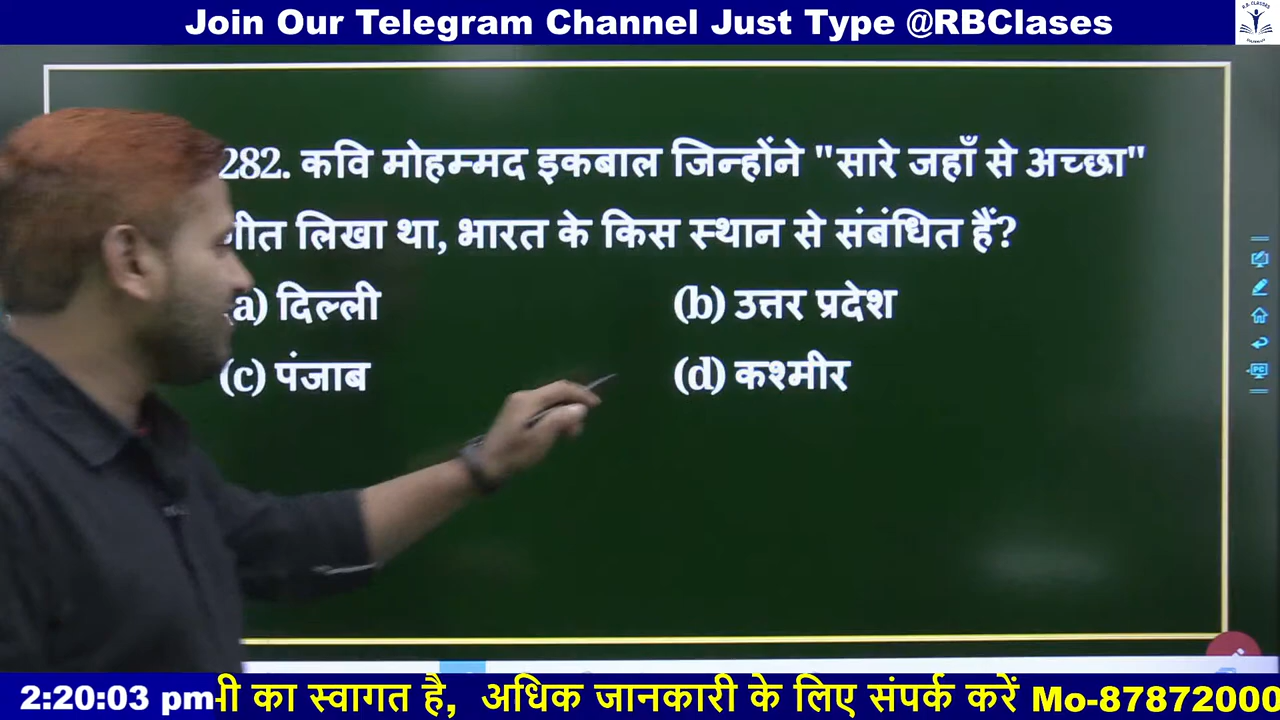 Join Our Telegram Channel Just Type @RBClases
282. कवि मोहम्मद इकबाल जिन्होंने "सारे जहाँ से अच्छा"
गीत लिखा था, भारत के किस स्थान से संबंधित हैं?
a) दिल्ली (b) उत्तर प्रदेश
(c) पंजाब (d) कश्मीर
2:20:03 pm का स्वागत है, अधिक जानकारी के लिए संपर्क करें Mo-87872000